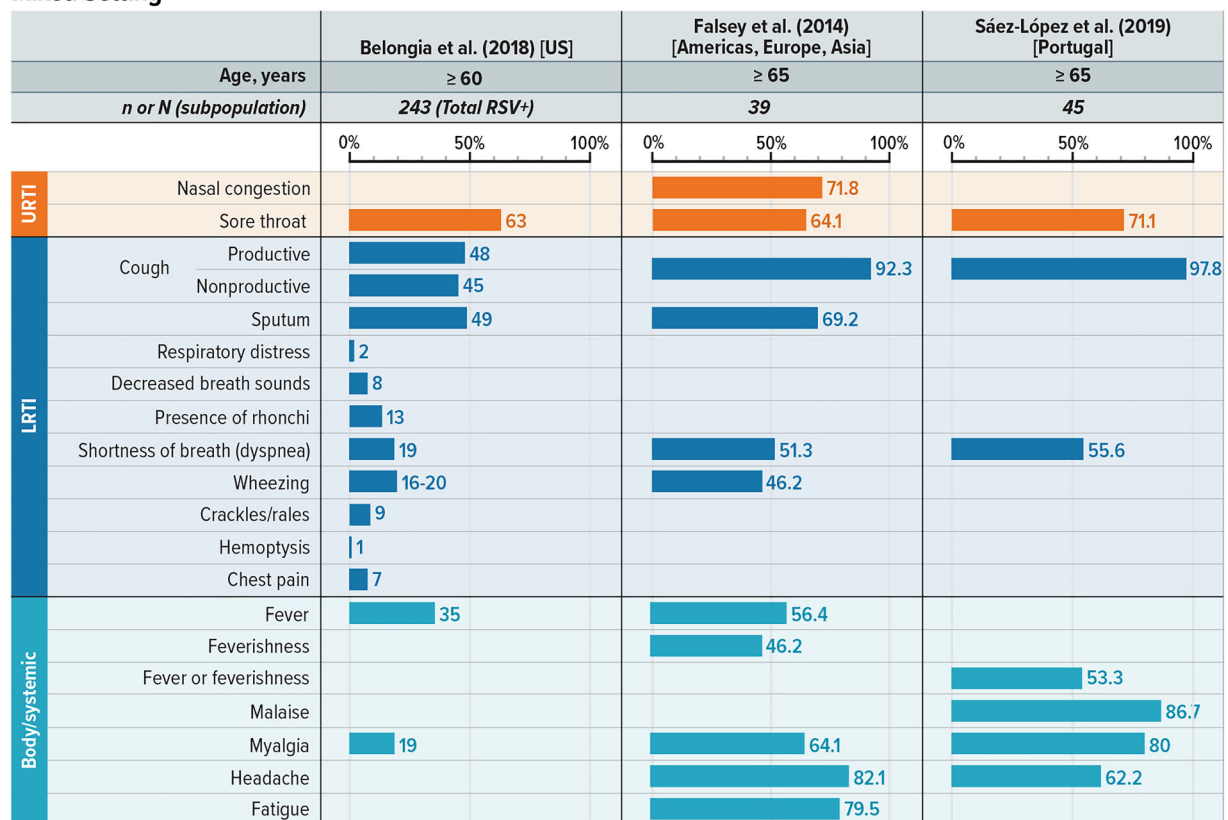 Belongia et al. (2018) [US]
Falsey et al. (2014)
[Americas, Europe, Asia]
Sáez-López et al. (2019)
[Portugal]
Age, years ≥ 60 ≥ 65 ≥ 65
n or N (subpopulation) 243 (Total RSV+) 39 45
0% 50% 100% 0% 50% 100% 0% 50% 100%
URTI
Nasal congestion 71.8
Sore throat 63 64.1 71.1
LRTI
Cough
Productive 48
92.3 97.8
Nonproductive 45
Sputum 49 69.2
Respiratory distress 2
Decreased breath sounds 8
Presence of rhonchi 13
Shortness of breath (dyspnea) 19 51.3 55.6
Wheezing 16-20 46.2
Crackles/rales 9
Hemoptysis 1
Chest pain 7
Body/systemic
Fever 35 56.4
Feverishness 46.2
Fever or feverishness 53.3
Malaise 86.7
Myalgia 19 64.1 80
Headache 82.1 62.2
Fatigue 79.5